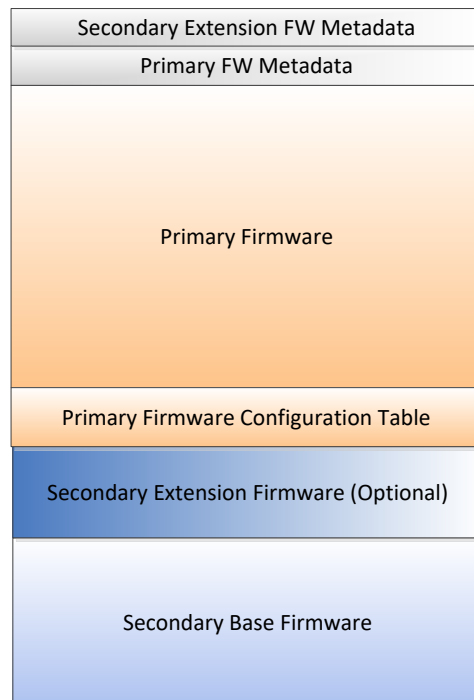 Secondary Extension FW Metadata
Primary FW Metadata
Primary Firmware
Primary Firmware Configuration Table
Secondary Extension Firmware (Optional)
Secondary Base Firmware